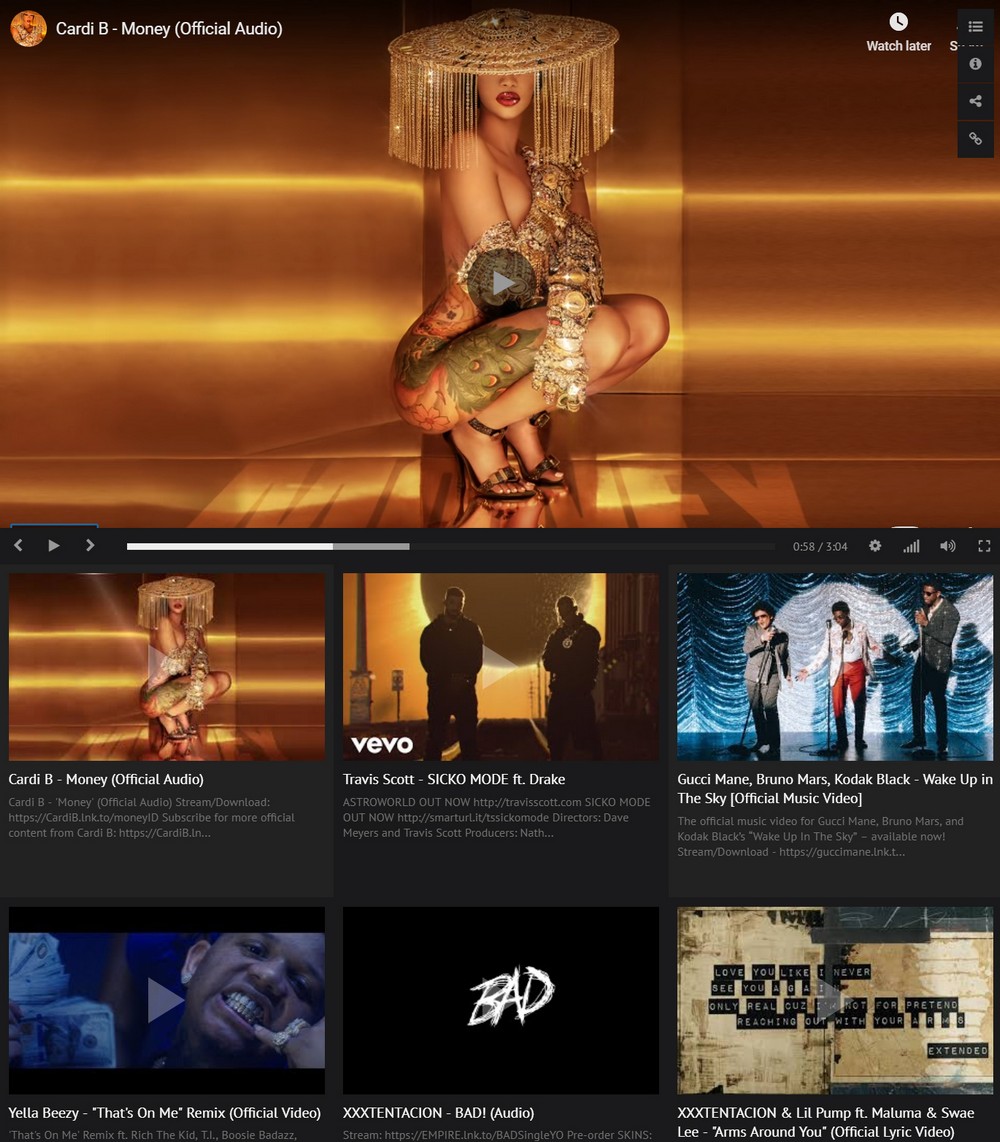 Cardi B - Money (Official Audio)
Watch later
MONEY
0:58 / 3:04
Cardi B - Money (Official Audio)
Cardi B - 'Money' (Official Audio) Stream/Download:
https://CardiB.lnk.to/moneyID Subscribe for more official
content from Cardi B: https://CardiB.ln...
vevo
Travis Scott - SICKO MODE ft. Drake
ASTROWORLD OUT NOW http://travisscott.com SICKO MODE
OUT NOW http://smarturl.it/tssickomode Directors: Dave
Meyers and Travis Scott Producers: Nath...
Gucci Mane, Bruno Mars, Kodak Black - Wake Up in
The Sky [Official Music Video]
The official music video for Gucci Mane, Bruno Mars, and
Kodak Black's "Wake Up In The Sky" – available now!
Stream/Download - https://guccimane.lnk.t...
Yella Beezy - "That's On Me" Remix (Official Video)
'That's On Me' Remix ft. Rich The Kid, T.I., Boosie Badazz,
BAD
XXXTENTACION - BAD! (Audio)
Stream: https://EMPIRE.lnk.to/BADSingleYO Pre-order SKINS:
LOVE YOU LIKE I NEVER
SEE YOU AGAIN
ONLY REAL CUZ I'M NOT FOR PRETEND
REACHING OUT WITH YOUR ARMS
EXTENDED
XXXTENTACION & Lil Pump ft. Maluma & Swae
Lee - "Arms Around You" (Official Lyric Video)